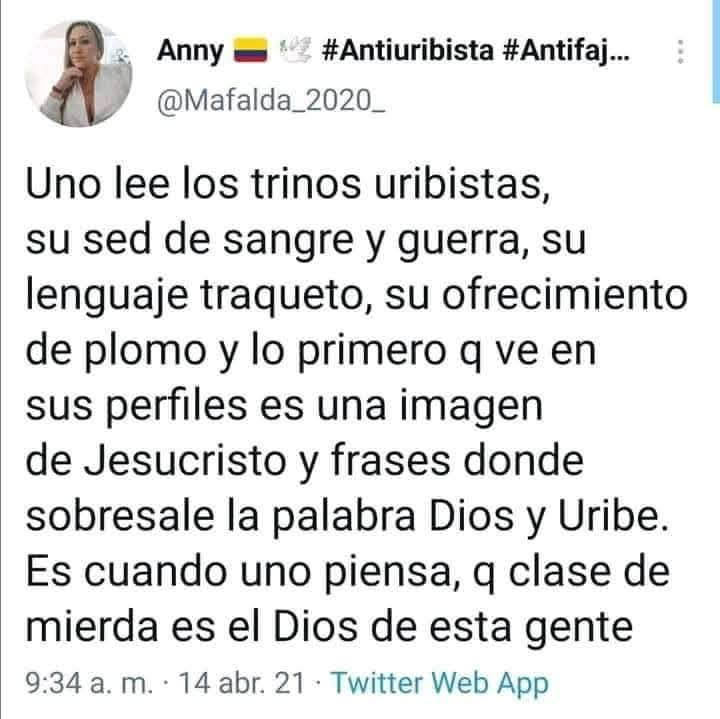 Anny 🇨🇴 🕊 #Antiuribista #Antifaj...
@Mafalda_2020_
Uno lee los trinos uribistas,
su sed de sangre y guerra, su
lenguaje traqueto, su ofrecimiento
de plomo y lo primero q ve en
sus perfiles es una imagen
de Jesucristo y frases donde
sobresale la palabra Dios y Uribe.
Es cuando uno piensa, q clase de
mierda es el Dios de esta gente
9:34 a. m. · 14 abr. 21 · Twitter Web App